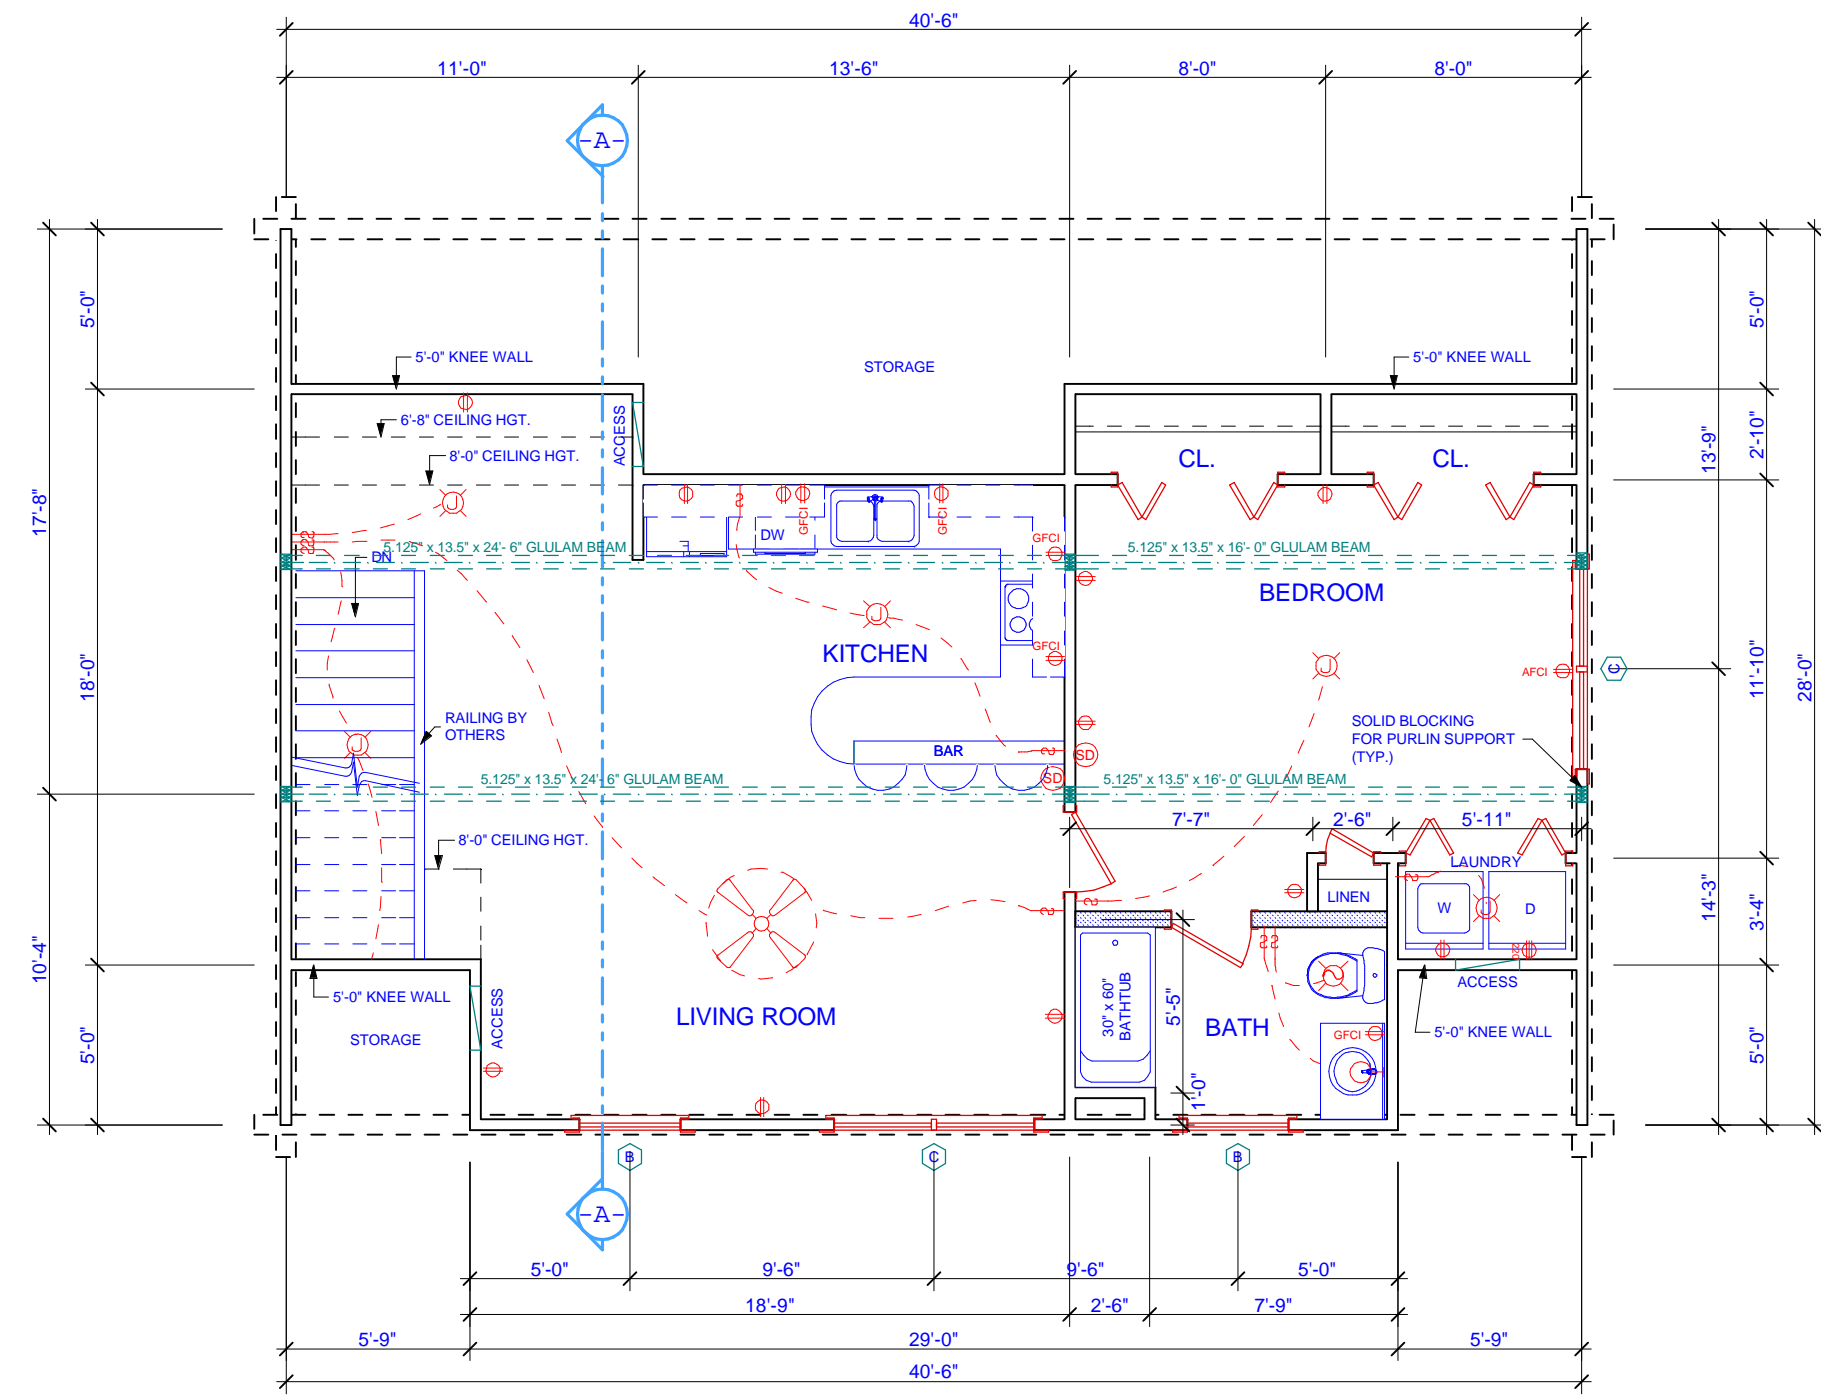 40'-6"
11'-0"
13'-6"
8'-0"
8'-0"
-A-
5'-0"
17'-8"
18'-0"
10'-4"
5'-0"
5'-0" KNEE WALL
STORAGE
5'-0" KNEE WALL
6'-8" CEILING HGT.
8'-0" CEILING HGT.
ACCESS
CL.
CL.
J
DW
GFCI
GFCI
GFCI
5.125" x 13.5" x 24'- 6" GLULAM BEAM
5.125" x 13.5" x 16'- 0" GLULAM BEAM
DN
BEDROOM
J
KITCHEN
GFCI
J
AFCI
C
RAILING BY
OTHERS
J
SOLID BLOCKING
FOR PURLIN SUPPORT
(TYP.)
BAR
SD
SD
5.125" x 13.5" x 24'- 6" GLULAM BEAM
5.125" x 13.5" x 16'- 0" GLULAM BEAM
7'-7"
2'-6"
5'-11"
8'-0" CEILING HGT.
LAUNDRY
LINEN
W
J
D
220
5'-0" KNEE WALL
ACCESS
STORAGE
LIVING ROOM
30" x 60"
BATHTUB
5'-5"
1'-0"
BATH
GFCI
ACCESS
5'-0" KNEE WALL
5'-0"
2'-10"
13'-9"
11'-10"
28'-0"
14'-3"
3'-4"
5'-0"
B
C
B
-A-
5'-0"
9'-6"
9'-6"
5'-0"
18'-9"
2'-6"
7'-9"
5'-9"
29'-0"
5'-9"
40'-6"